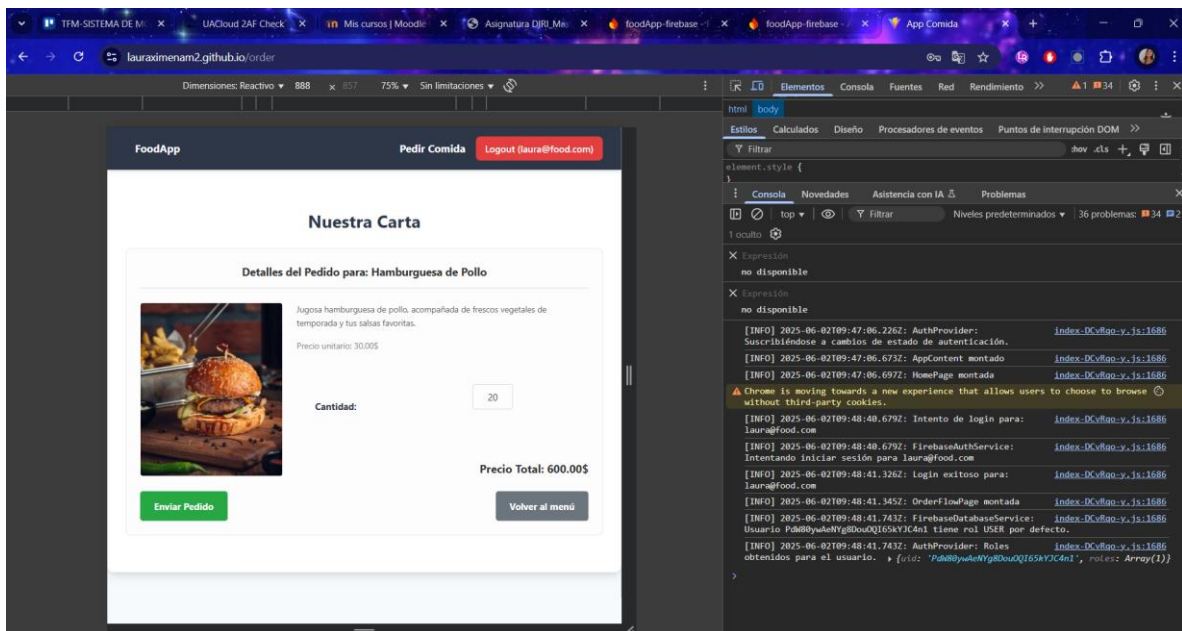 TFM-SISTEMA DE M
UACloud 2AF Check
Mis cursos | Moodle
Asignatura DJRI_Mas
foodApp-firebase -
foodApp-firebase -
App Comida
lauraximenam2.github.io/order
Dimensiones: Reactivo 888 x 857 75% Sin limitaciones
Elementos Consola Fuentes Red Rendimiento 1 34
html body
Estilos Calculados Diseño Procesadores de eventos Puntos de interrupción DOM
Filtrar :hov .cls
element.style {
}
FoodApp Pedir Comida Logout (laura@food.com)
Nuestra Carta
Detalles del Pedido para: Hamburguesa de Pollo
Jugosa hamburguesa de pollo, acompañada de frescos vegetales de
temporada y tus salsas favoritas.
Precio unitario: 30,00$
Cantidad: 20
Precio Total: 600.00$
Enviar Pedido Volver al menú
Consola Novedades Asistencia con IA Problemas
top Filtrar Niveles predeterminados 36 problemas: 34 2
1 oculto
Expresión
no disponible
Expresión
no disponible
[INFO] 2025-06-02T09:47:06.226Z: AuthProvider: index-DCvRqo-y.js:1686
Suscribiéndose a cambios de estado de autenticación.
[INFO] 2025-06-02T09:47:06.673Z: AppContent montado index-DCvRqo-y.js:1686
[INFO] 2025-06-02T09:47:06.697Z: HomePage montada index-DCvRqo-y.js:1686
Chrome is moving towards a new experience that allows users to choose to browse
without third-party cookies.
[INFO] 2025-06-02T09:48:40.679Z: Intento de login para: index-DCvRqo-y.js:1686
laura@food.com
[INFO] 2025-06-02T09:48:40.679Z: FirebaseAuthService: index-DCvRqo-y.js:1686
Intentando iniciar sesión para laura@food.com
[INFO] 2025-06-02T09:48:41.326Z: Login exitoso para: index-DCvRqo-y.js:1686
laura@food.com
[INFO] 2025-06-02T09:48:41.345Z: OrderFlowPage montada index-DCvRqo-y.js:1686
[INFO] 2025-06-02T09:48:41.743Z: FirebaseDatabaseService: index-DCvRqo-y.js:1686
Usuario PdW80ywAeNYg8DouOQI65kYJC4n1 tiene rol USER por defecto.
[INFO] 2025-06-02T09:48:41.743Z: AuthProvider: Roles index-DCvRqo-y.js:1686
obtenidos para el usuario. {uid: 'PdW80ywAeNYg8DouOQI65kYJC4n1', roles: Array(1)}